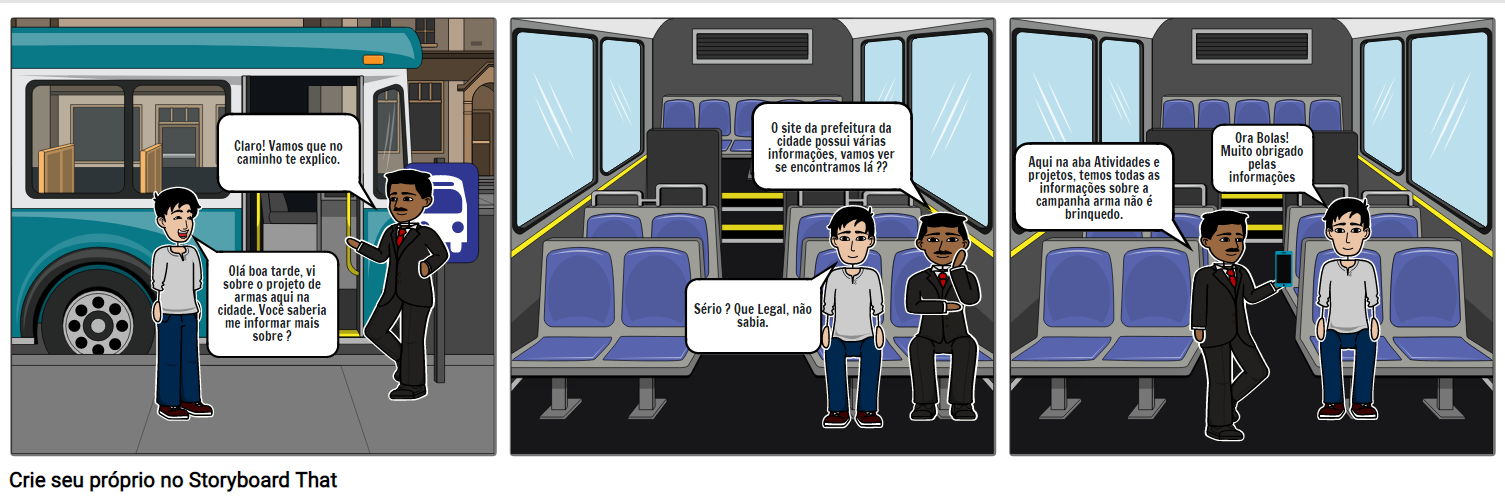 Claro! Vamos que no
caminho te explico.
Olá boa tarde, vi
sobre o projeto de
armas aqui na
cidade. Você saberia
me informar mais
sobre ?
O site da prefeitura da
cidade possui várias
informações, vamos ver
se encontramos lá ??
Sério ? Que Legal, não
sabia.
Aqui na aba Atividades e
projetos, temos todas as
informações sobre a
campanha arma não é
brinquedo.
Ora Bolas!
Muito obrigado
pelas
informações
Crie seu próprio no Storyboard That